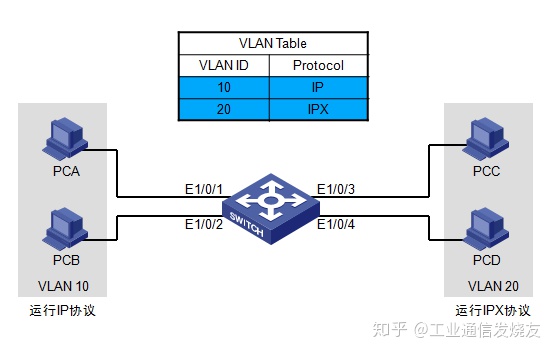 VLAN Table
VLAN ID Protocol
10 IP
20 IPX
PCA
PCC
E1/0/1
E1/0/3
SWITCH
E1/0/2
E1/0/4
PCB
PCD
VLAN 10
VLAN 20
运行IP协议
运行IPX协议
知乎 @工业通信发烧友